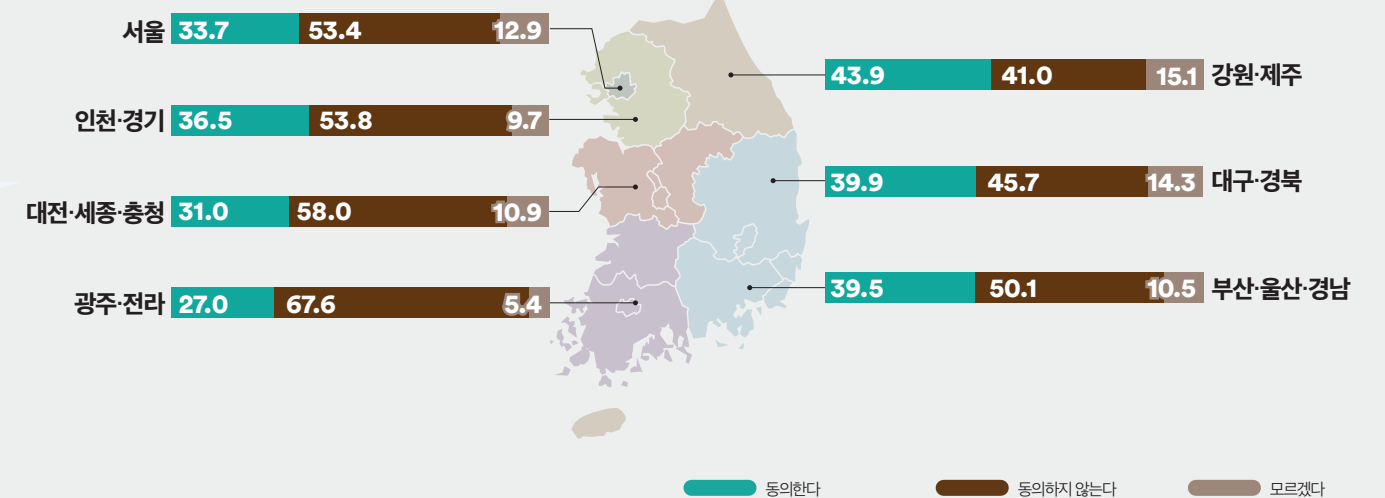 서울 33.7 53.4 12.9
인천·경기 36.5 53.8 9.7
대전·세종·충청 31.0 58.0 10.9
광주·전라 27.0 67.6 5.4
43.9 41.0 15.1 강원·제주
39.9 45.7 14.3 대구·경북
39.5 50.1 10.5 부산·울산·경남
동의한다 동의하지 않는다 모르겠다